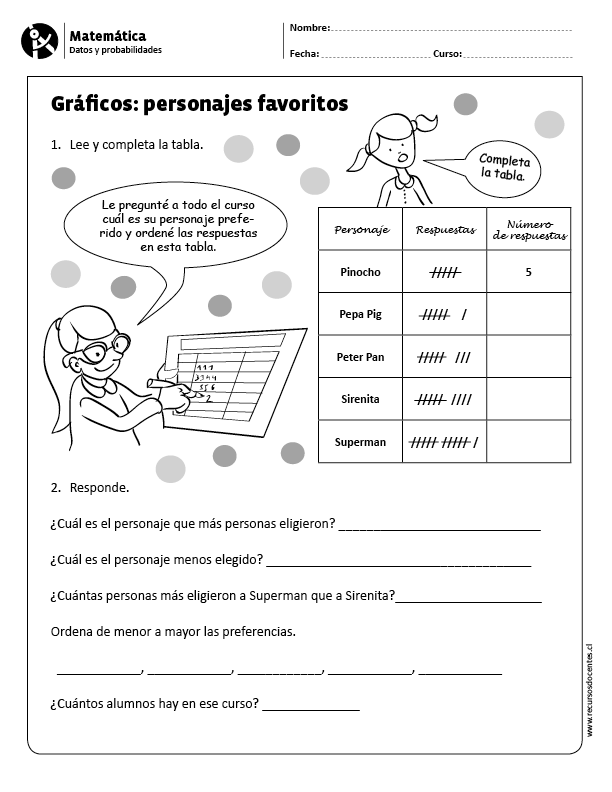 Matemática
Datos y probabilidades
Nombre:
Fecha: Curso:
Gráficos: personajes favoritos
1. Lee y completa la tabla.
Completa
la tabla.
Le pregunté a todo el curso
cuál es su personaje prefe-
rido y ordené las respuestas
en esta tabla.
Personaje Respuestas Número
de respuestas
Pinocho 5
Pepa Pig
Peter Pan
Sirenita
Superman
2. Responde.
¿Cuál es el personaje que más personas eligieron?
¿Cuál es el personaje menos elegido?
¿Cuántas personas más eligieron a Superman que a Sirenita?
Ordena de menor a mayor las preferencias.
¿Cuántos alumnos hay en ese curso?
www.recursosdocentes.cl